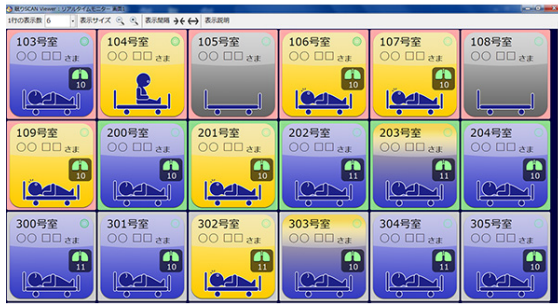 眠りSCAN Viewer - リアルタイムモニター 画面
1行の表示数 6 表示サイズ 表示間隔 表示説明
103号室 104号室 105号室 106号室 107号室 108号室
○○ □□ さま ○○ □□ さま ○○ □□ さま ○○ □□ さま ○○ □□ さま ○○ □□ さま
10 10 10
109号室 200号室 201号室 202号室 203号室 204号室
○○ □□ さま ○○ □□ さま ○○ □□ さま ○○ □□ さま ○○ □□ さま ○○ □□ さま
10 10 10 11 11 10
300号室 301号室 302号室 303号室 304号室 305号室
○○ □□ さま ○○ □□ さま ○○ □□ さま ○○ □□ さま ○○ □□ さま ○○ □□ さま
11 10 11 10 11 10